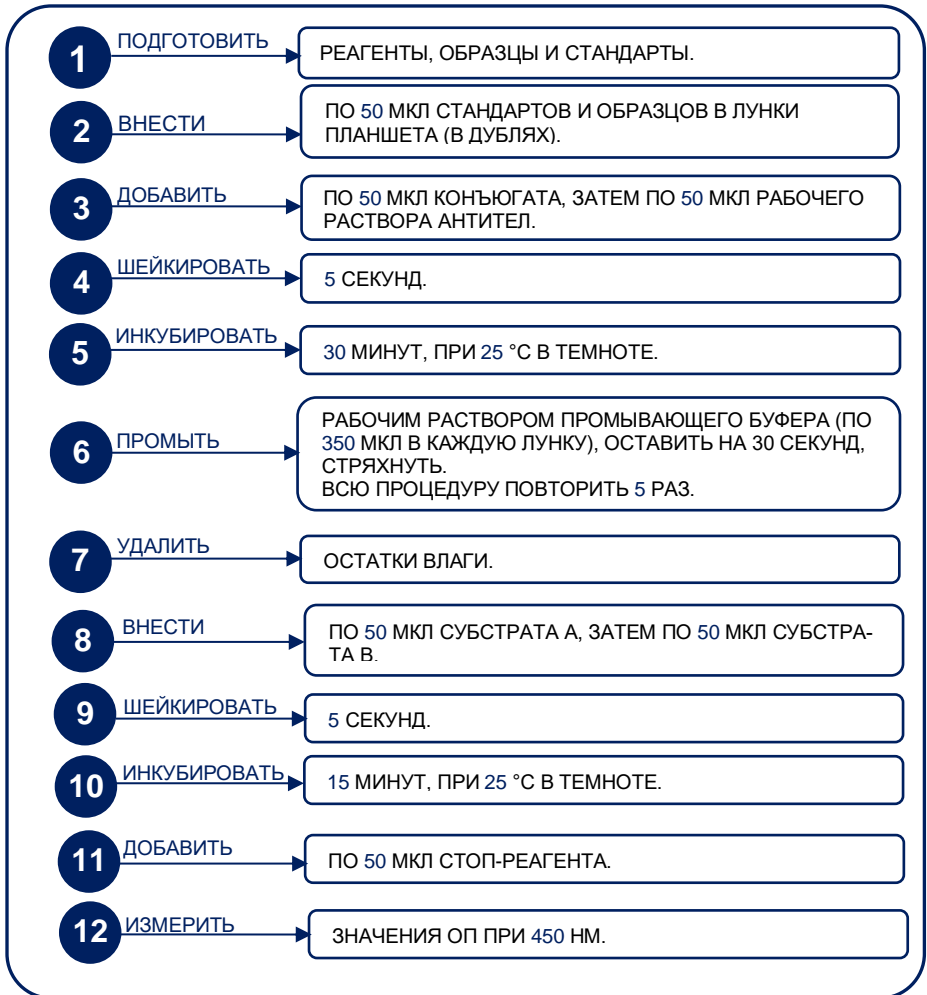 1 ПОДГОТОВИТЬ РЕАГЕНТЫ, ОБРАЗЦЫ И СТАНДАРТЫ.
2 ВНЕСТИ ПО 50 МКЛ СТАНДАРТОВ И ОБРАЗЦОВ В ЛУНКИ
ПЛАНШЕТА (В ДУБЛЯХ).
3 ДОБАВИТЬ ПО 50 МКЛ КОНЪЮГАТА, ЗАТЕМ ПО 50 МКЛ РАБОЧЕГО
РАСТВОРА АНТИТЕЛ.
4 ШЕЙКИРОВАТЬ 5 СЕКУНД.
5 ИНКУБИРОВАТЬ 30 МИНУТ, ПРИ 25 °С В ТЕМНОТЕ.
6 ПРОМЫТЬ РАБОЧИМ РАСТВОРОМ ПРОМЫВАЮЩЕГО БУФЕРА (ПО
350 МКЛ В КАЖДУЮ ЛУНКУ), ОСТАВИТЬ НА 30 СЕКУНД,
СТРЯХНУТЬ.
ВСЮ ПРОЦЕДУРУ ПОВТОРИТЬ 5 РАЗ.
7 УДАЛИТЬ ОСТАТКИ ВЛАГИ.
8 ВНЕСТИ ПО 50 МКЛ СУБСТРАТА А, ЗАТЕМ ПО 50 МКЛ СУБСТРА-
ТА В.
9 ШЕЙКИРОВАТЬ 5 СЕКУНД.
10 ИНКУБИРОВАТЬ 15 МИНУТ, ПРИ 25 °С В ТЕМНОТЕ.
11 ДОБАВИТЬ ПО 50 МКЛ СТОП-РЕАГЕНТА.
12 ИЗМЕРИТЬ ЗНАЧЕНИЯ ОП ПРИ 450 НМ.